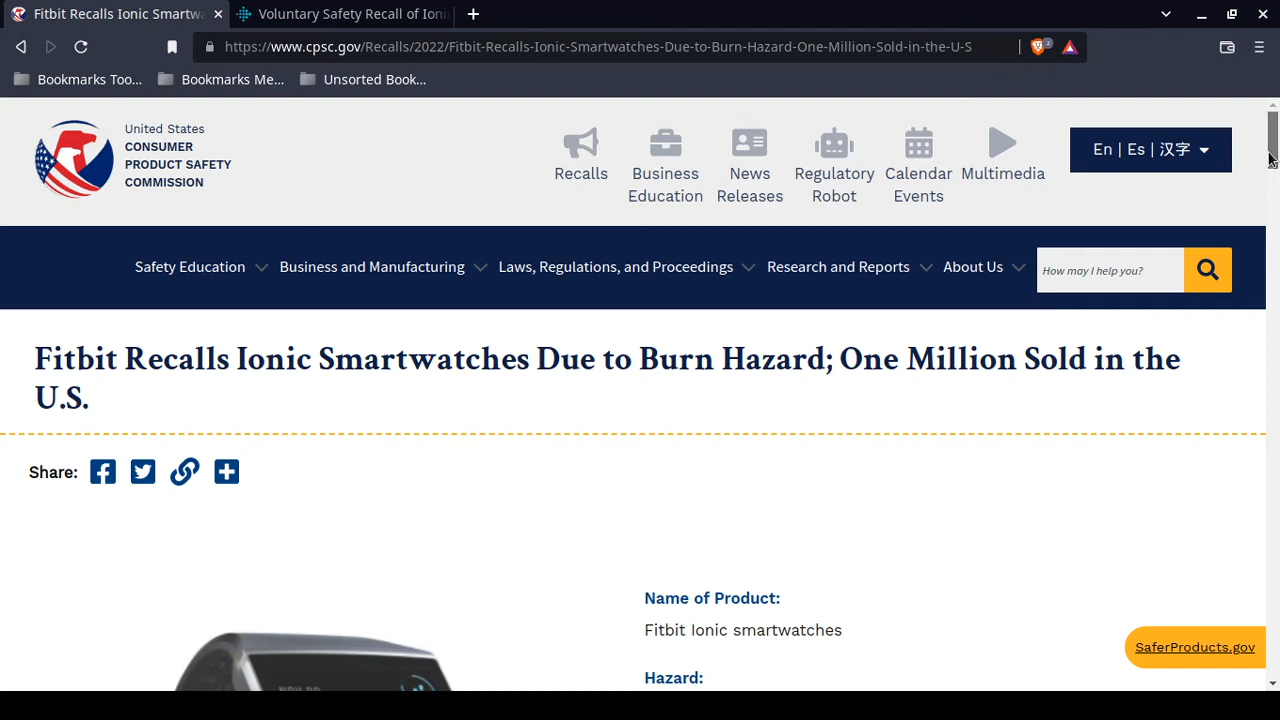 Fitbit Recalls Ionic Smartwa
Voluntary Safety Recall of Ioni
https://www.cpsc.gov/Recalls/2022/Fitbit-Recalls-Ionic-Smartwatches-Due-to-Burn-Hazard-One-Million-Sold-in-the-U-S
2
Bookmarks Too...
Bookmarks Me...
Unsorted Book...
United States
CONSUMER
PRODUCT SAFETY
COMMISSION
Recalls
Business
Education
News
Releases
Regulatory
Robot
Calendar
Events
Multimedia
En | Es | 汉字
Safety Education
Business and Manufacturing
Laws, Regulations, and Proceedings
Research and Reports
About Us
How may I help you?
Fitbit Recalls Ionic Smartwatches Due to Burn Hazard; One Million Sold in the
U.S.
Share:
Name of Product:
Fitbit Ionic smartwatches
SaferProducts.gov
Hazard: